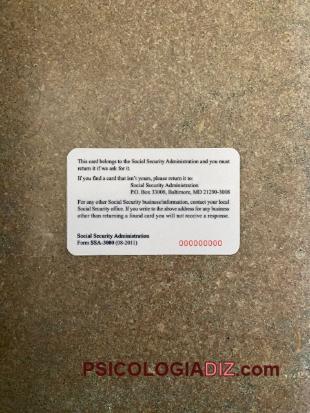 This card belongs to the Social Security Administration and you must
return it if we ask for it.
If you find a card that isn't yours, please return it to:
Social Security Administration
P.O. Box 33008, Baltimore, MD 21290-3008
For any other Social Security business/information, contact your local
Social Security office. If you write to the above address for any business
other than returning a found card you will not receive a response.
Social Security Administration
Form SSA-3000 (08-2011)
000000000
PSICOLOGIADIZ.com